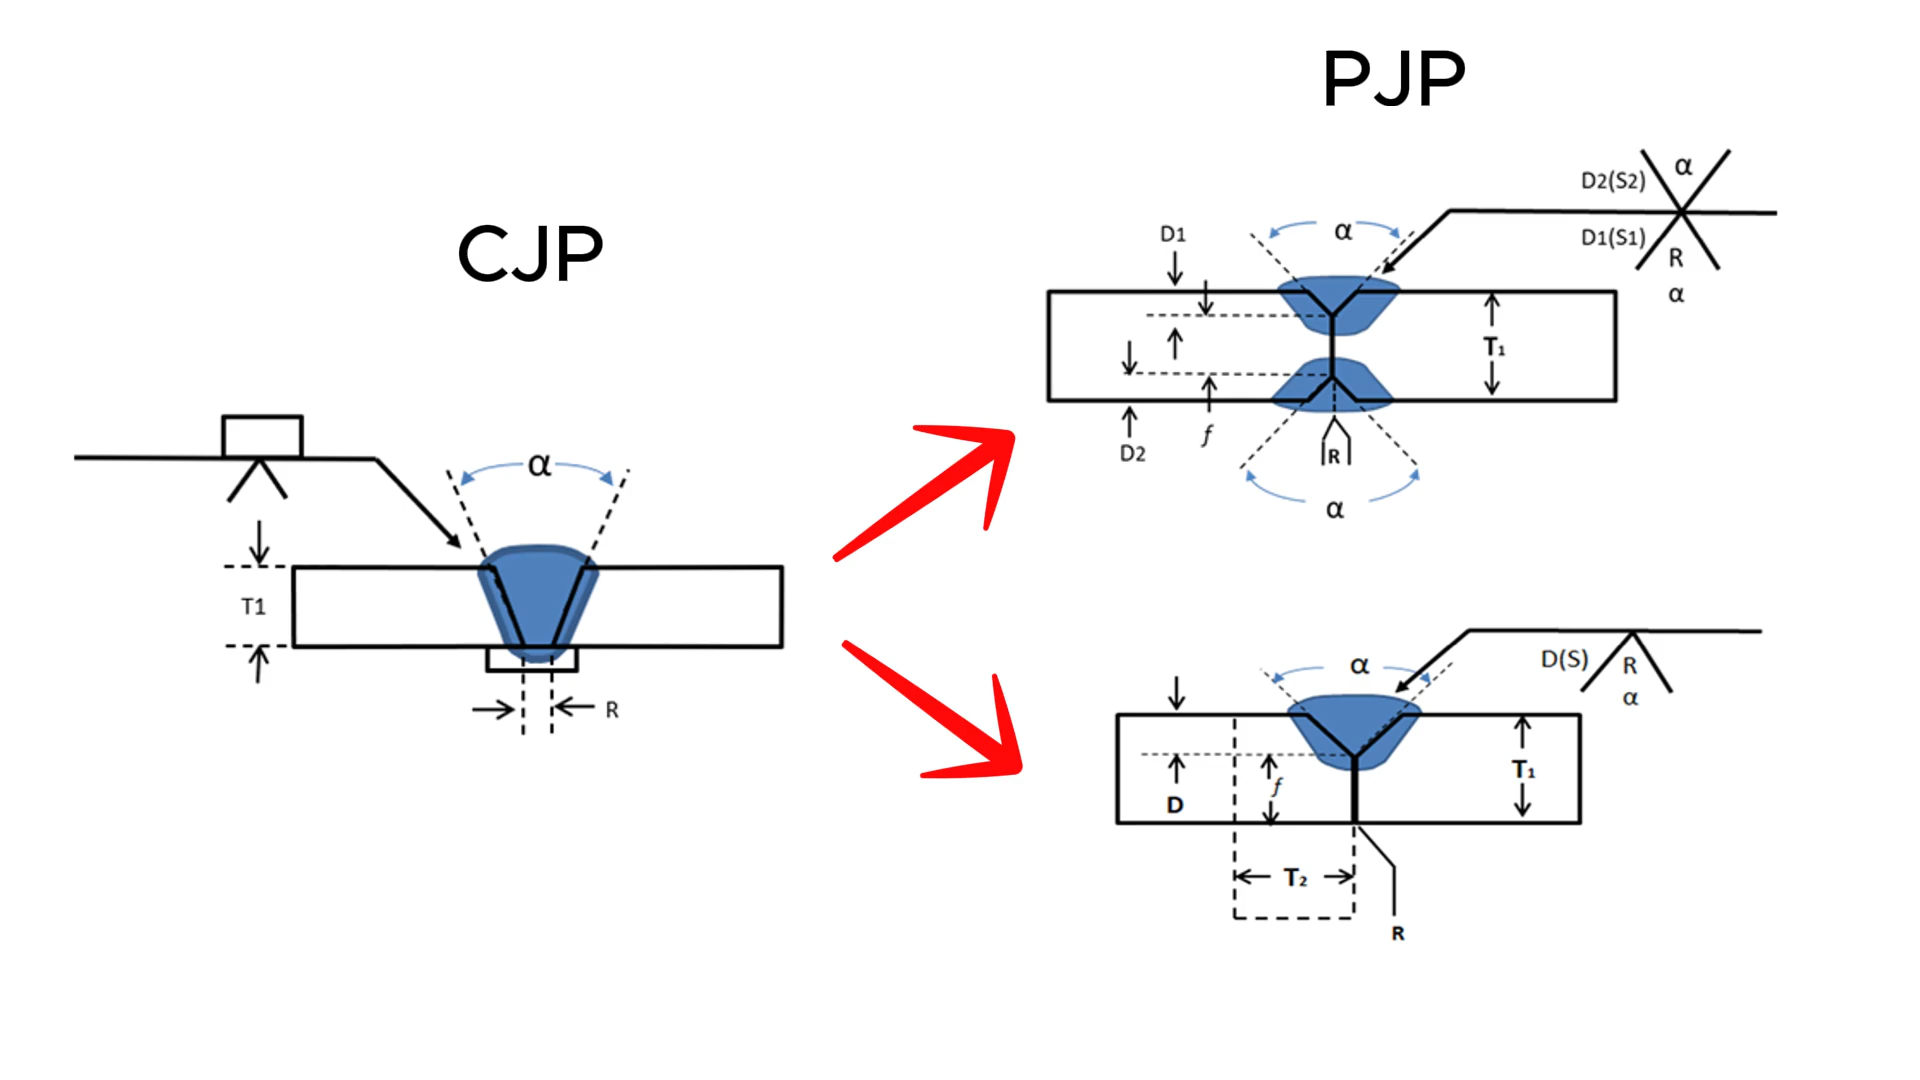 CJP
α
T1
R
PJP
α
D2(S2)
D1(S1)
R
α
D1
α
T₁
D2
f
R
α
D(S)
R
α
α
T₁
D
f
T₂
R